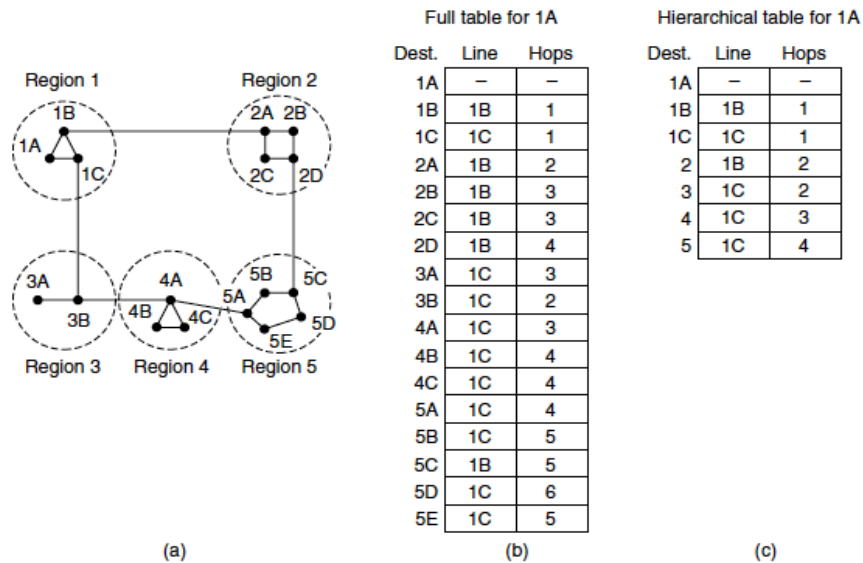 Full table for 1A
Hierarchical table for 1A
Region 1
Region 2
1B
2A 2B
1A
1C
2C
2D
3A
3B
4A
4B
4C
5B
5C
5A
5D
5E
Region 3
Region 4
Region 5
(a)
Dest. Line Hops
1A – –
1B 1B 1
1C 1C 1
2A 1B 2
2B 1B 3
2C 1B 3
2D 1B 4
3A 1C 3
3B 1C 2
4A 1C 3
4B 1C 4
4C 1C 4
5A 1C 4
5B 1C 5
5C 1B 5
5D 1C 6
5E 1C 5
(b)
Dest. Line Hops
1A – –
1B 1B 1
1C 1C 1
2 1B 2
3 1C 2
4 1C 3
5 1C 4
(c)